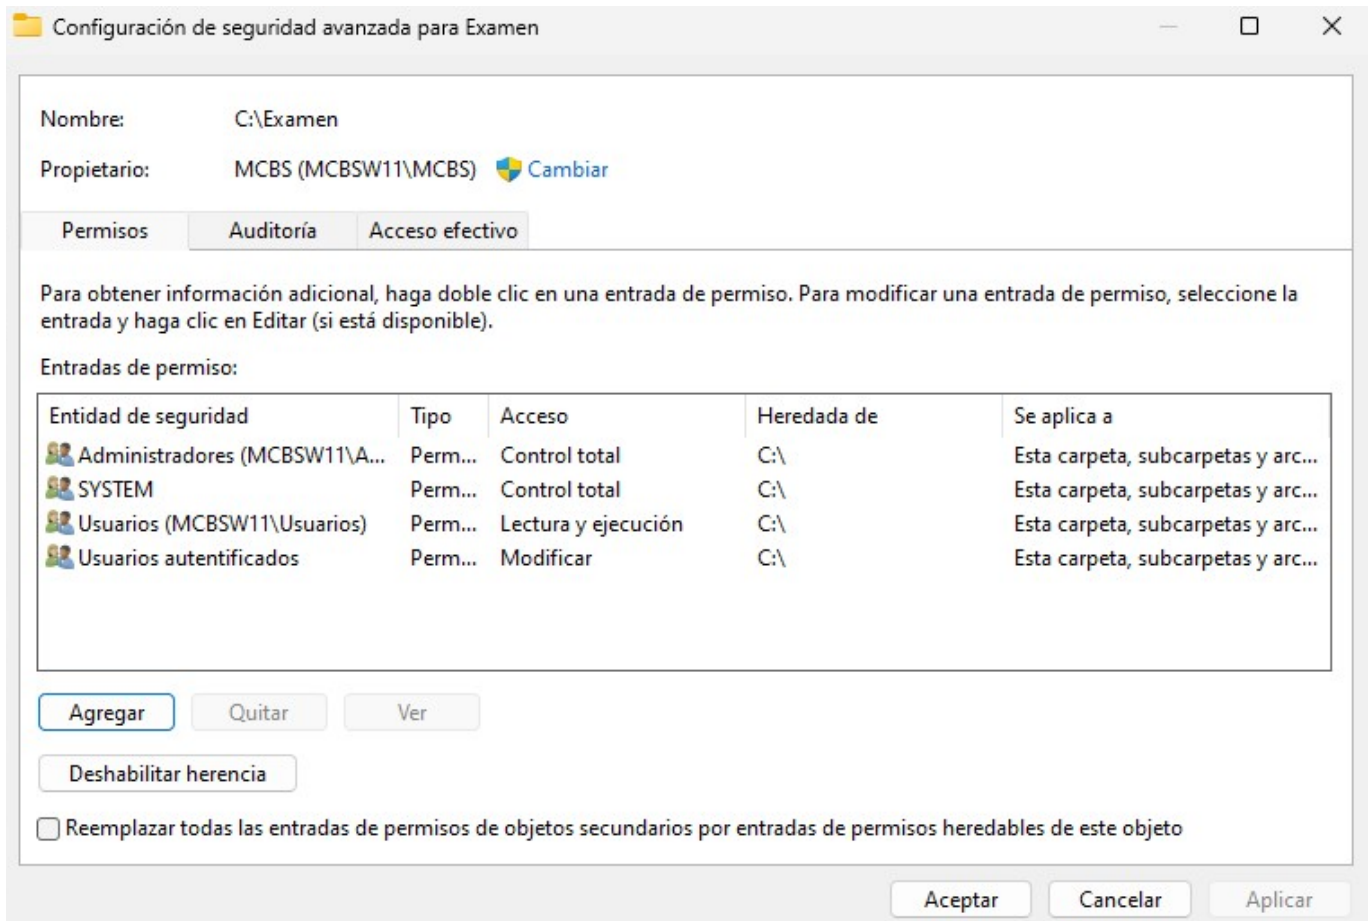 Configuración de seguridad avanzada para Examen
Nombre: C:\Examen
Propietario: MCBS (MCBSW11\MCBS) Cambiar
Permisos Auditoría Acceso efectivo
Para obtener información adicional, haga doble clic en una entrada de permiso. Para modificar una entrada de permiso, seleccione la
entrada y haga clic en Editar (si está disponible).
Entradas de permiso:
Entidad de seguridad Tipo Acceso Heredada de Se aplica a
Administradores (MCBSW11\A... Perm... Control total C:\ Esta carpeta, subcarpetas y arc...
SYSTEM Perm... Control total C:\ Esta carpeta, subcarpetas y arc...
Usuarios (MCBSW11\Usuarios) Perm... Lectura y ejecución C:\ Esta carpeta, subcarpetas y arc...
Usuarios autentificados Perm... Modificar C:\ Esta carpeta, subcarpetas y arc...
Agregar Quitar Ver
Deshabilitar herencia
Reemplazar todas las entradas de permisos de objetos secundarios por entradas de permisos heredables de este objeto
Aceptar Cancelar Aplicar